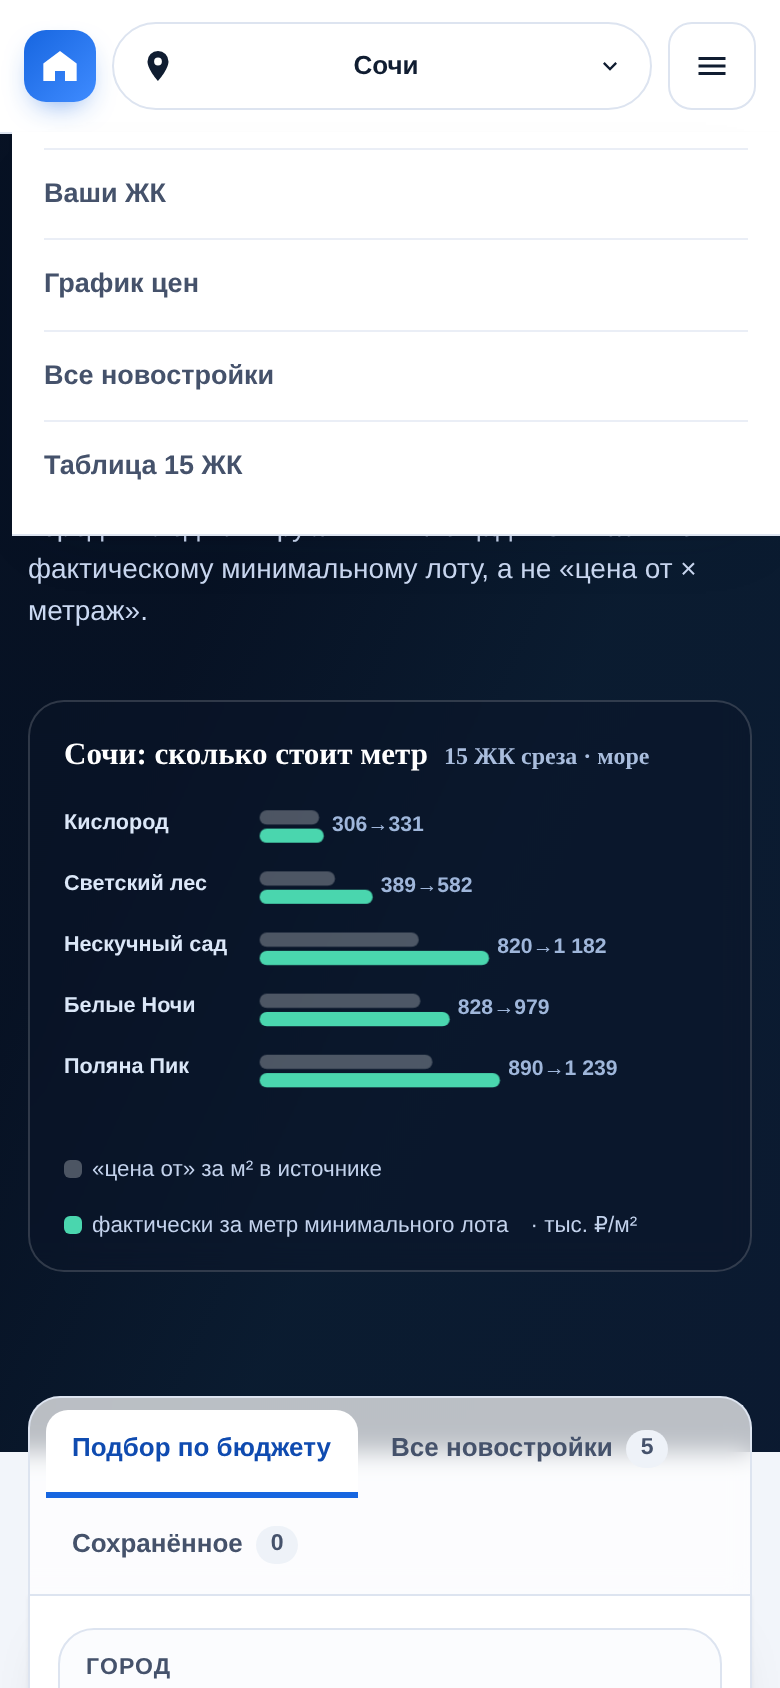 Сочи
Ваши ЖК
График цен
Все новостройки
Таблица 15 ЖК
фактическому минимальному лоту, а не «цена от ×
метраж».
Сочи: сколько стоит метр 15 ЖК среза · море
Кислород 306→331
Светский лес 389→582
Нескучный сад 820→1 182
Белые Ночи 828→979
Поляна Пик 890→1 239
«цена от» за м² в источнике
фактически за метр минимального лота · тыс. ₽/м²
Подбор по бюджету Все новостройки 5
Сохранённое 0
ГОРОД